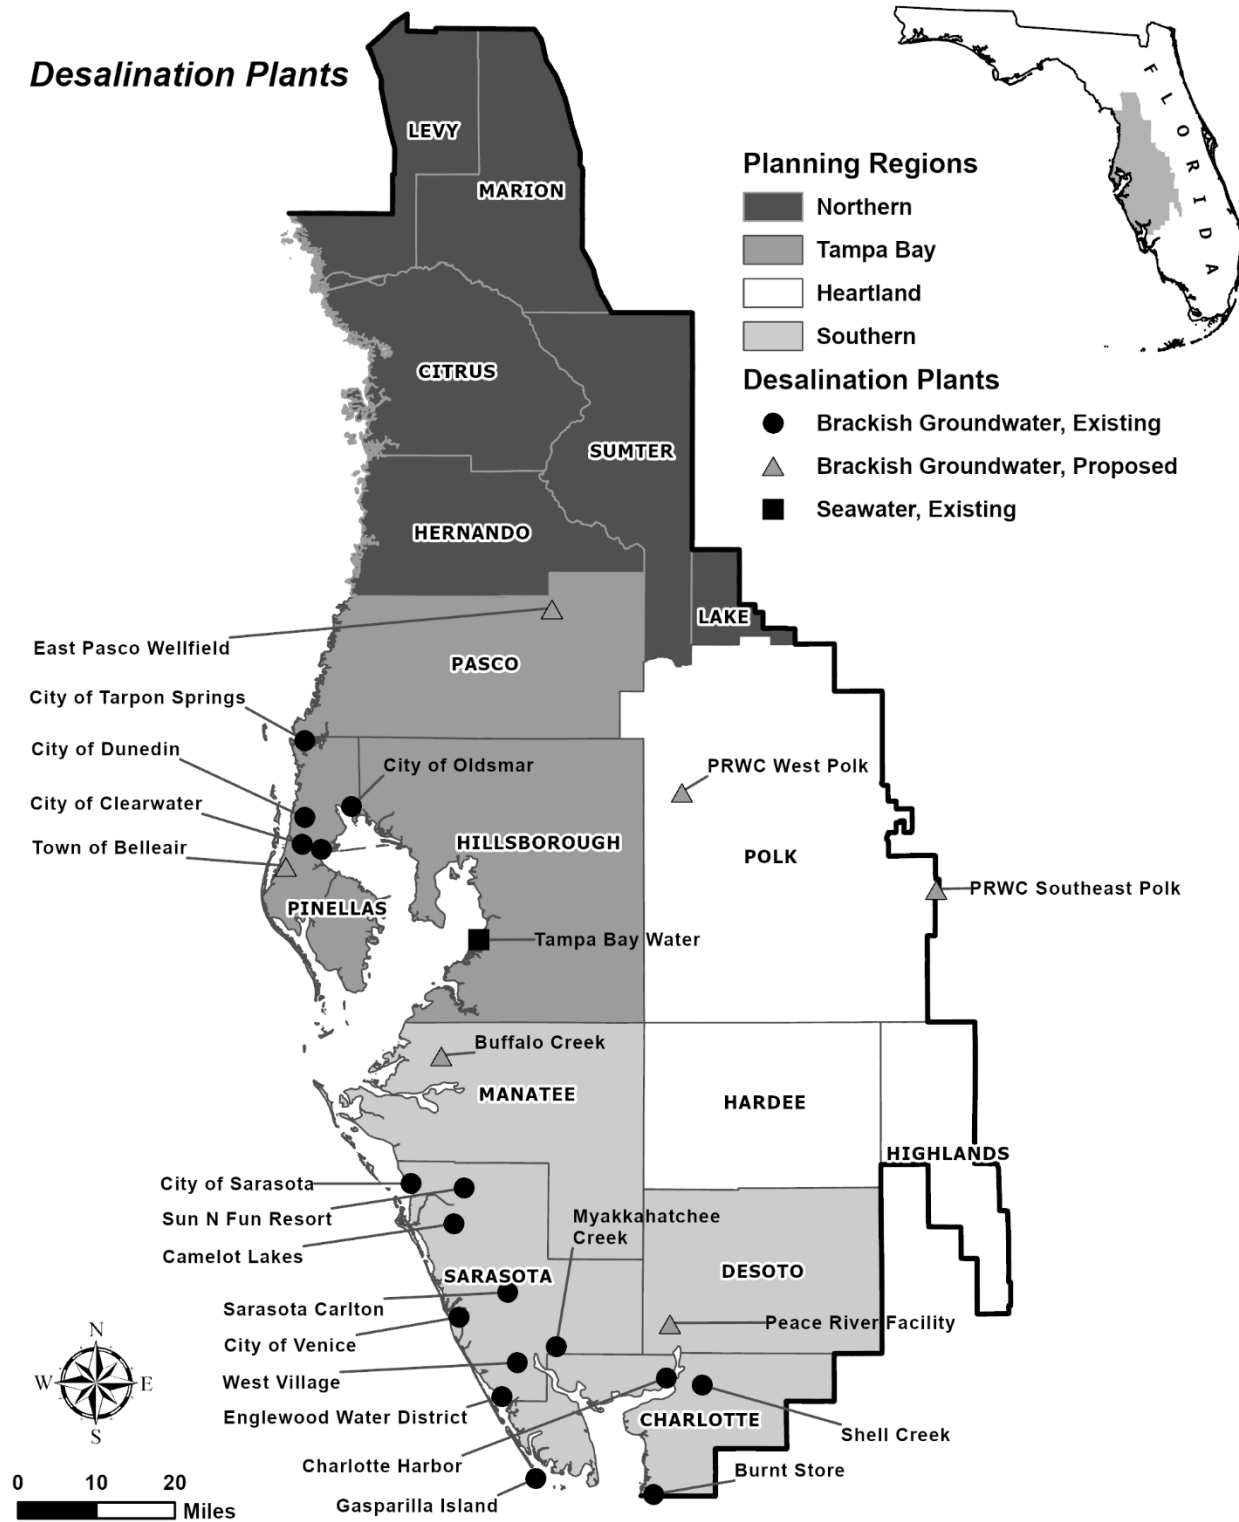 Desalination Plants
FLORIDA
Planning Regions
Northern
Tampa Bay
Heartland
Southern
Desalination Plants
Brackish Groundwater, Existing
Brackish Groundwater, Proposed
Seawater, Existing
LEVY
MARION
CITRUS
SUMTER
HERNANDO
LAKE
East Pasco Wellfield
PASCO
City of Tarpon Springs
City of Dunedin
City of Oldsmar
PRWC West Polk
City of Clearwater
Town of Belleair
HILLSBOROUGH
POLK
PRWC Southeast Polk
PINELLAS
Tampa Bay Water
Buffalo Creek
MANATEE
HARDEE
HIGHLANDS
City of Sarasota
Sun N Fun Resort
Myakkahatchee
Creek
Camelot Lakes
SARASOTA
DESOTO
Sarasota Carlton
Peace River Facility
City of Venice
West Village
Englewood Water District
CHARLOTTE
Shell Creek
Charlotte Harbor
Burnt Store
Gasparilla Island
N
W
E
S
0 10 20
Miles